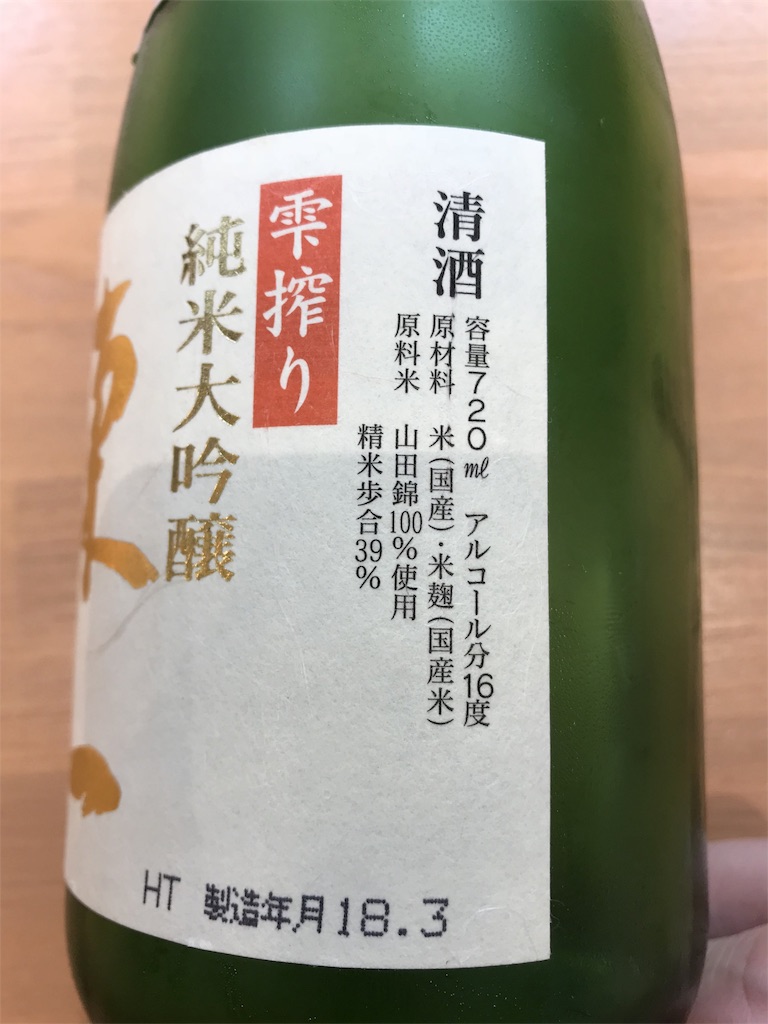 清酒
容量720ml アルコール分16度
原材料 米(国産)・米麹(国産米)
原料米 山田錦100%使用
精米歩合39%
雫搾り
純米大吟醸
HT 製造年月18.3